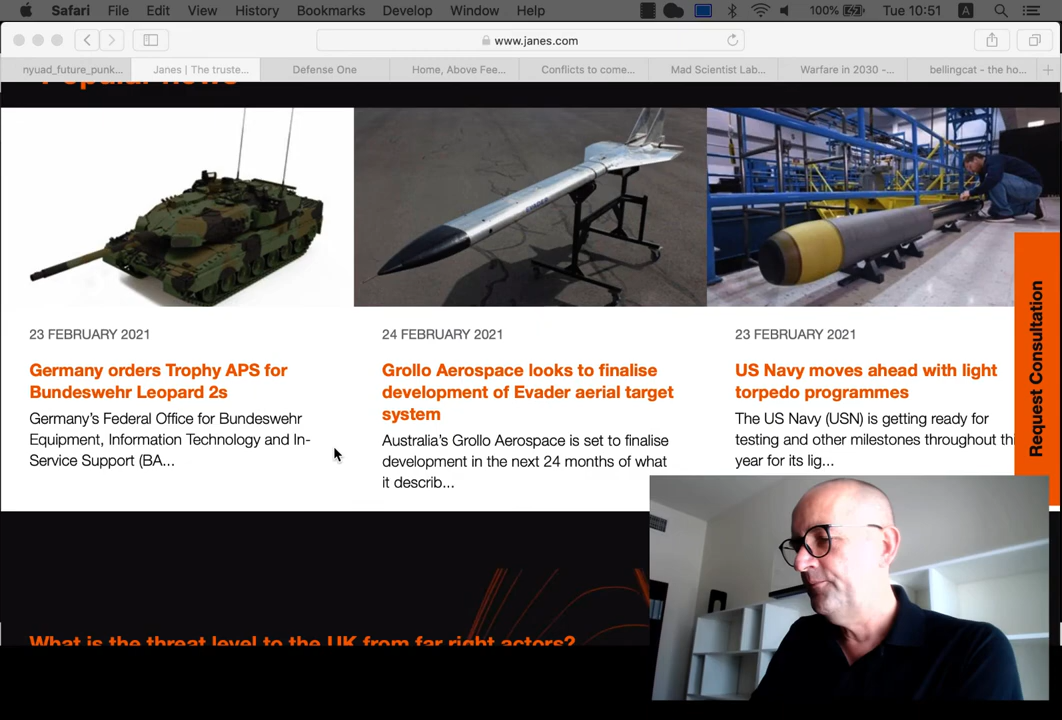 Safari File Edit View History Bookmarks Develop Window Help 100% Tue 10:51 A
www.janes.com
nyuad_future_punk... Janes | The truste... Defense One Home, Above Fee... Conflicts to come... Mad Scientist Lab... Warfare in 2030 -... bellingcat - the ho...
Popular news
23 FEBRUARY 2021
Germany orders Trophy APS for
Bundeswehr Leopard 2s
Germany's Federal Office for Bundeswehr
Equipment, Information Technology and In-
Service Support (BA...
24 FEBRUARY 2021
Grollo Aerospace looks to finalise
development of Evader aerial target
system
Australia's Grollo Aerospace is set to finalise
development in the next 24 months of what
it describ...
23 FEBRUARY 2021
US Navy moves ahead with light
torpedo programmes
The US Navy (USN) is getting ready for
testing and other milestones throughout thi
year for its lig...
Request Consultation
What is the threat level to the UK from far right actors?